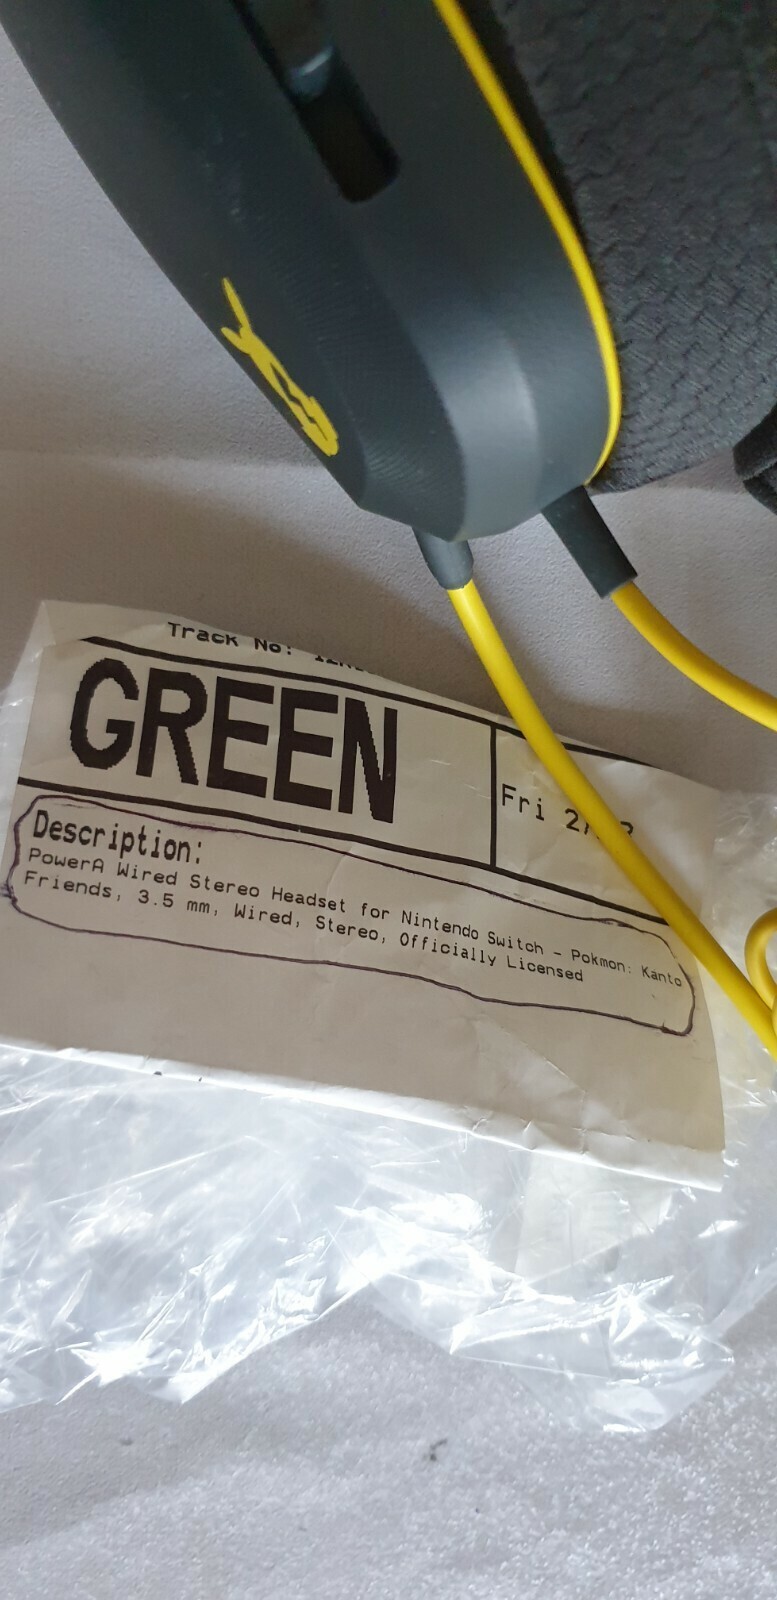 Track No:
GREEN
Fri
Description:
PowerA Wired Stereo Headset for Nintendo Switch - Pokmon: Kanto
Friends, 3.5 mm, Wired, Stereo, Officially Licensed